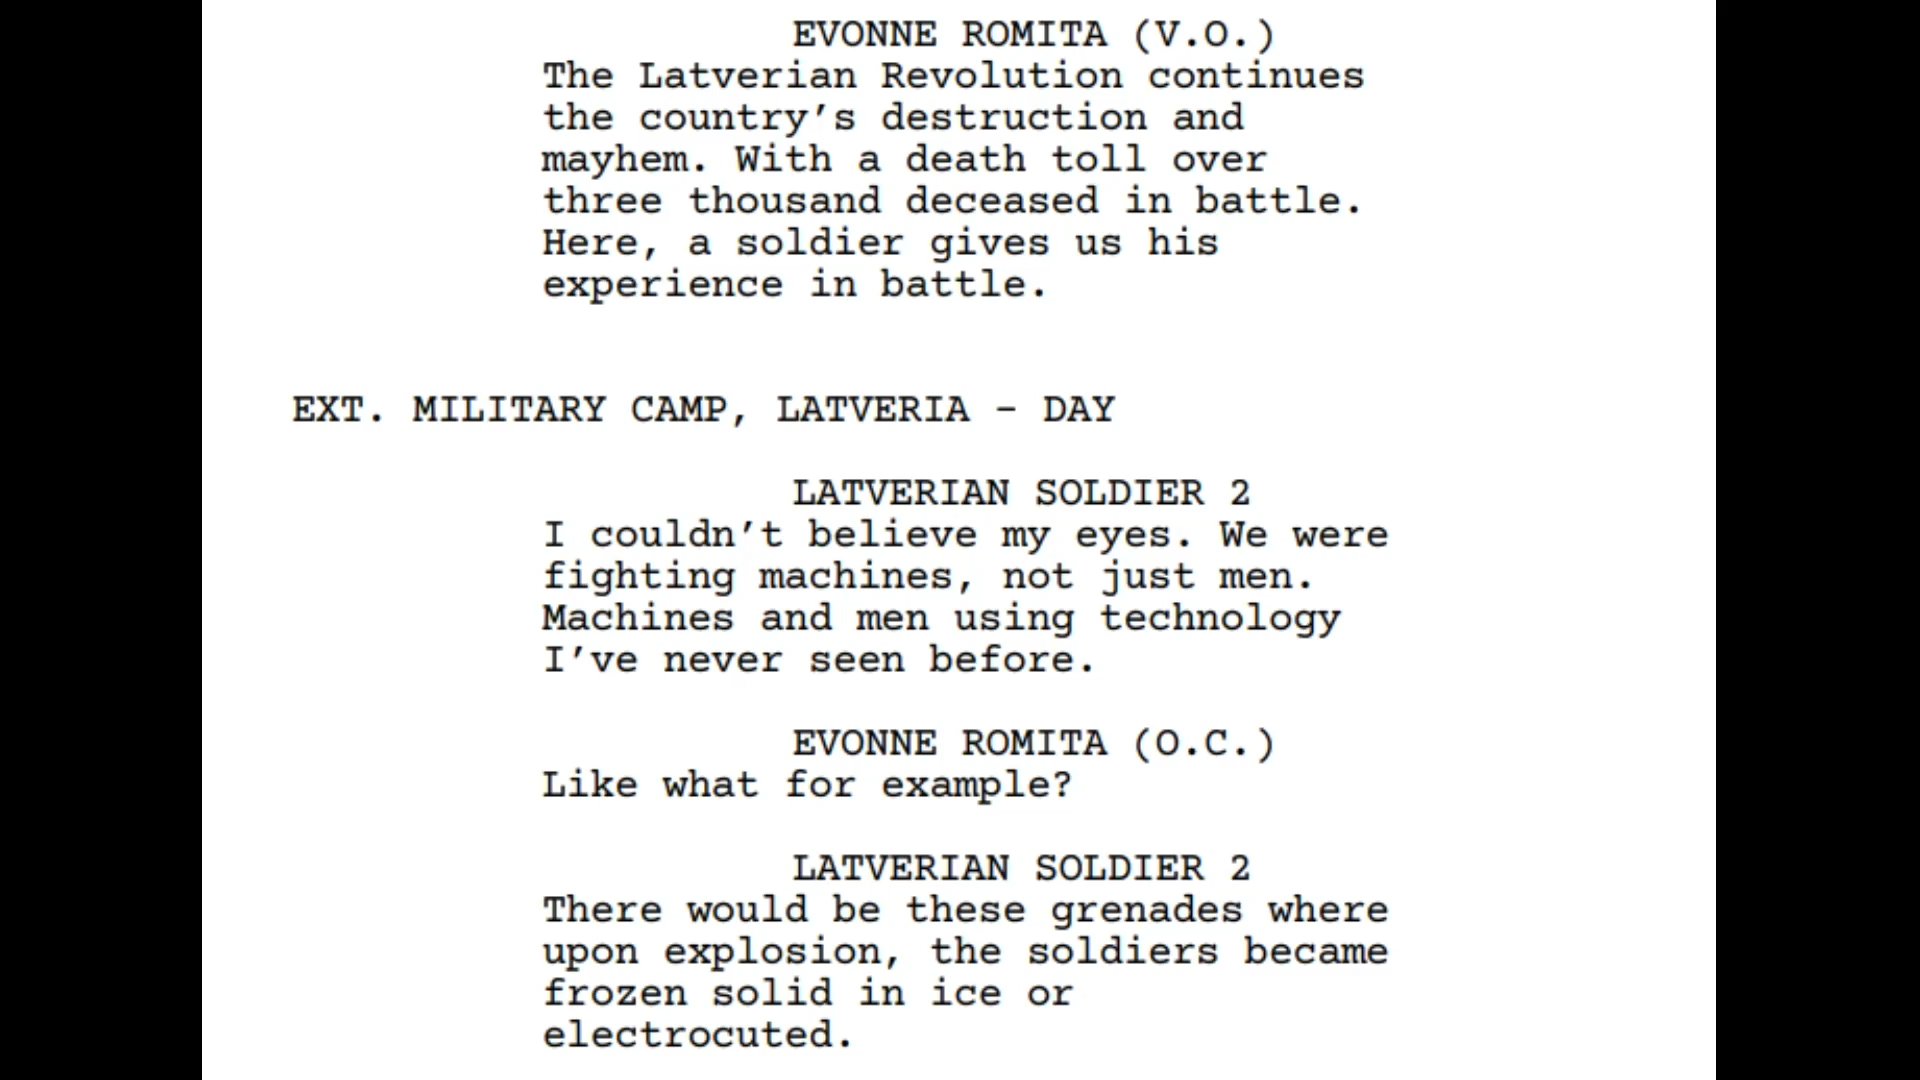 EVONNE ROMITA (V.O.)
The Latverian Revolution continues
the country’s destruction and
mayhem. With a death toll over
three thousand deceased in battle.
Here, a soldier gives us his
experience in battle.
EXT. MILITARY CAMP, LATVERIA - DAY
LATVERIAN SOLDIER 2
I couldn’t believe my eyes. We were
fighting machines, not just men.
Machines and men using technology
I’ve never seen before.
EVONNE ROMITA (O.C.)
Like what for example?
LATVERIAN SOLDIER 2
There would be these grenades where
upon explosion, the soldiers became
frozen solid in ice or
electrocuted.